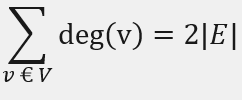 ∑ deg(v) = 2|E|
v € V